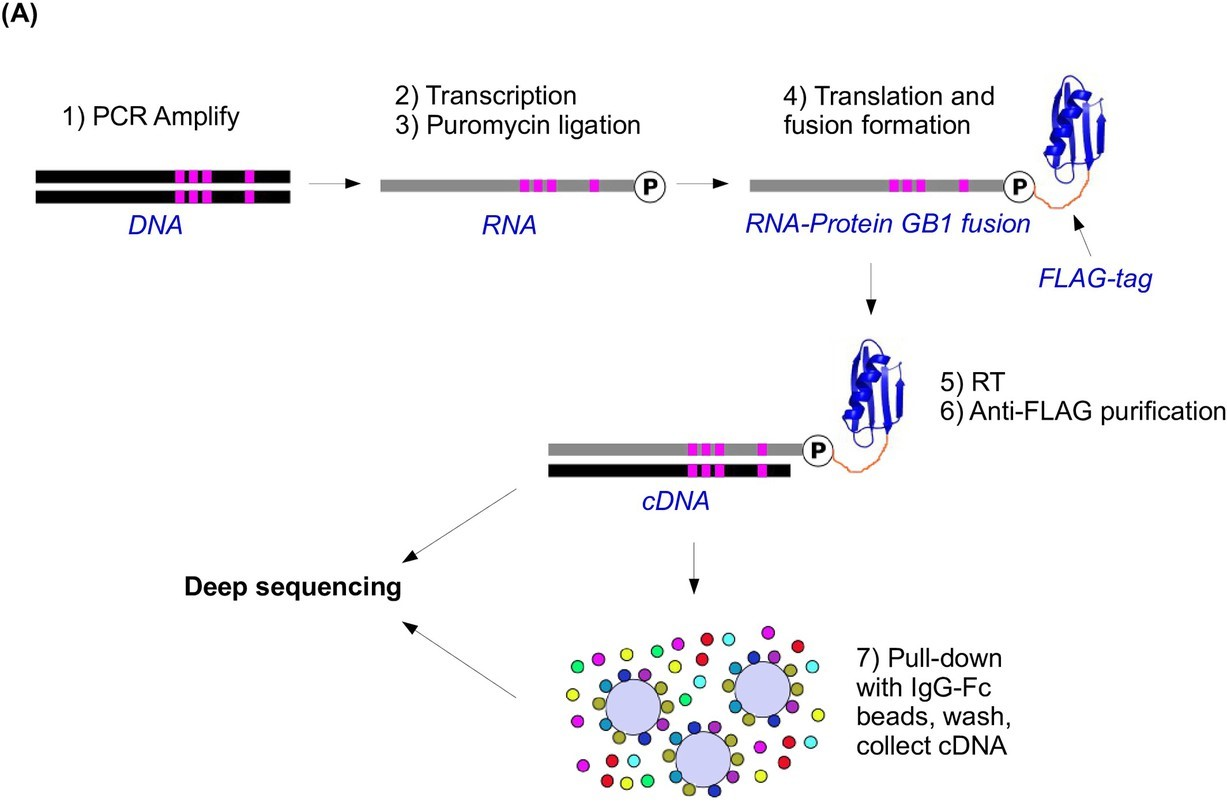 (A)
1) PCR Amplify
2) Transcription
3) Puromycin ligation
4) Translation and
fusion formation
P
P
DNA
RNA
RNA-Protein GB1 fusion
FLAG-tag
5) RT
6) Anti-FLAG purification
P
cDNA
Deep sequencing
7) Pull-down
with IgG-Fc
beads, wash,
collect cDNA